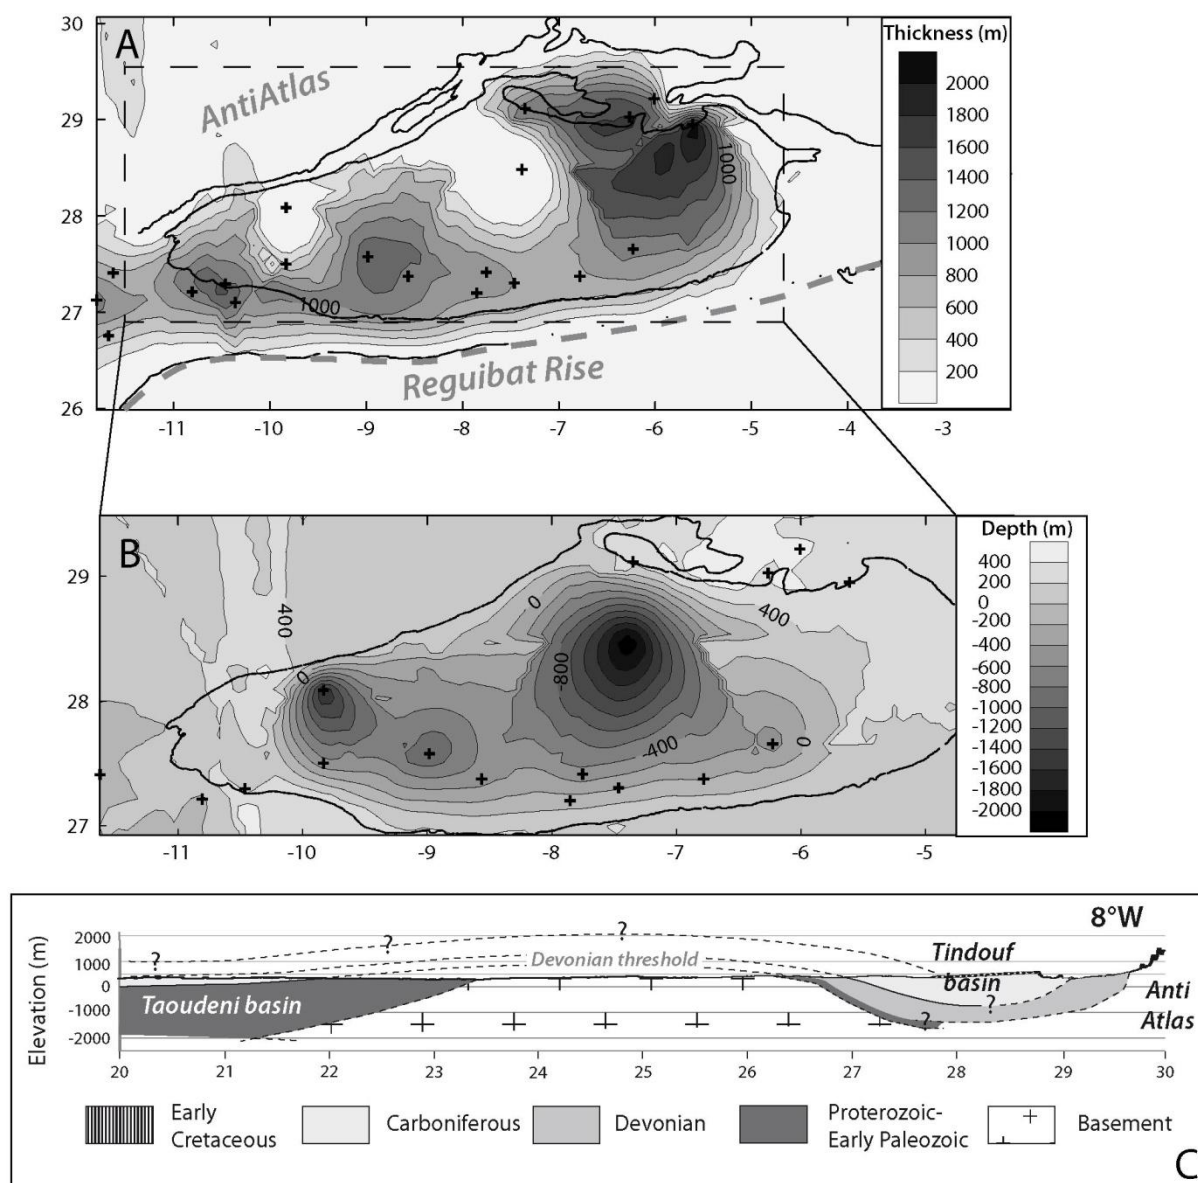 A
AntiAtlas
Reguibat Rise
1000
1000
30
29
28
27
26
-11
-10
-9
-8
-7
-6
-5
-4
-3
Thickness (m)
2000
1800
1600
1400
1200
1000
800
600
400
200
B
400
0
0
-800
400
-400
0
29
28
27
-11
-10
-9
-8
-7
-6
-5
Depth (m)
400
200
0
-200
-400
-600
-800
-1000
-1200
-1400
-1600
-1800
-2000
8°W
Elevation (m)
2000
1000
0
-1000
-2000
? ? ?
Devonian threshold
Tindouf
basin
Taoudeni basin
? ?
Anti
Atlas
20 21 22 23 24 25 26 27 28 29 30
Early
Cretaceous
Carboniferous
Devonian
Proterozoic-
Early Paleozoic
Basement
C